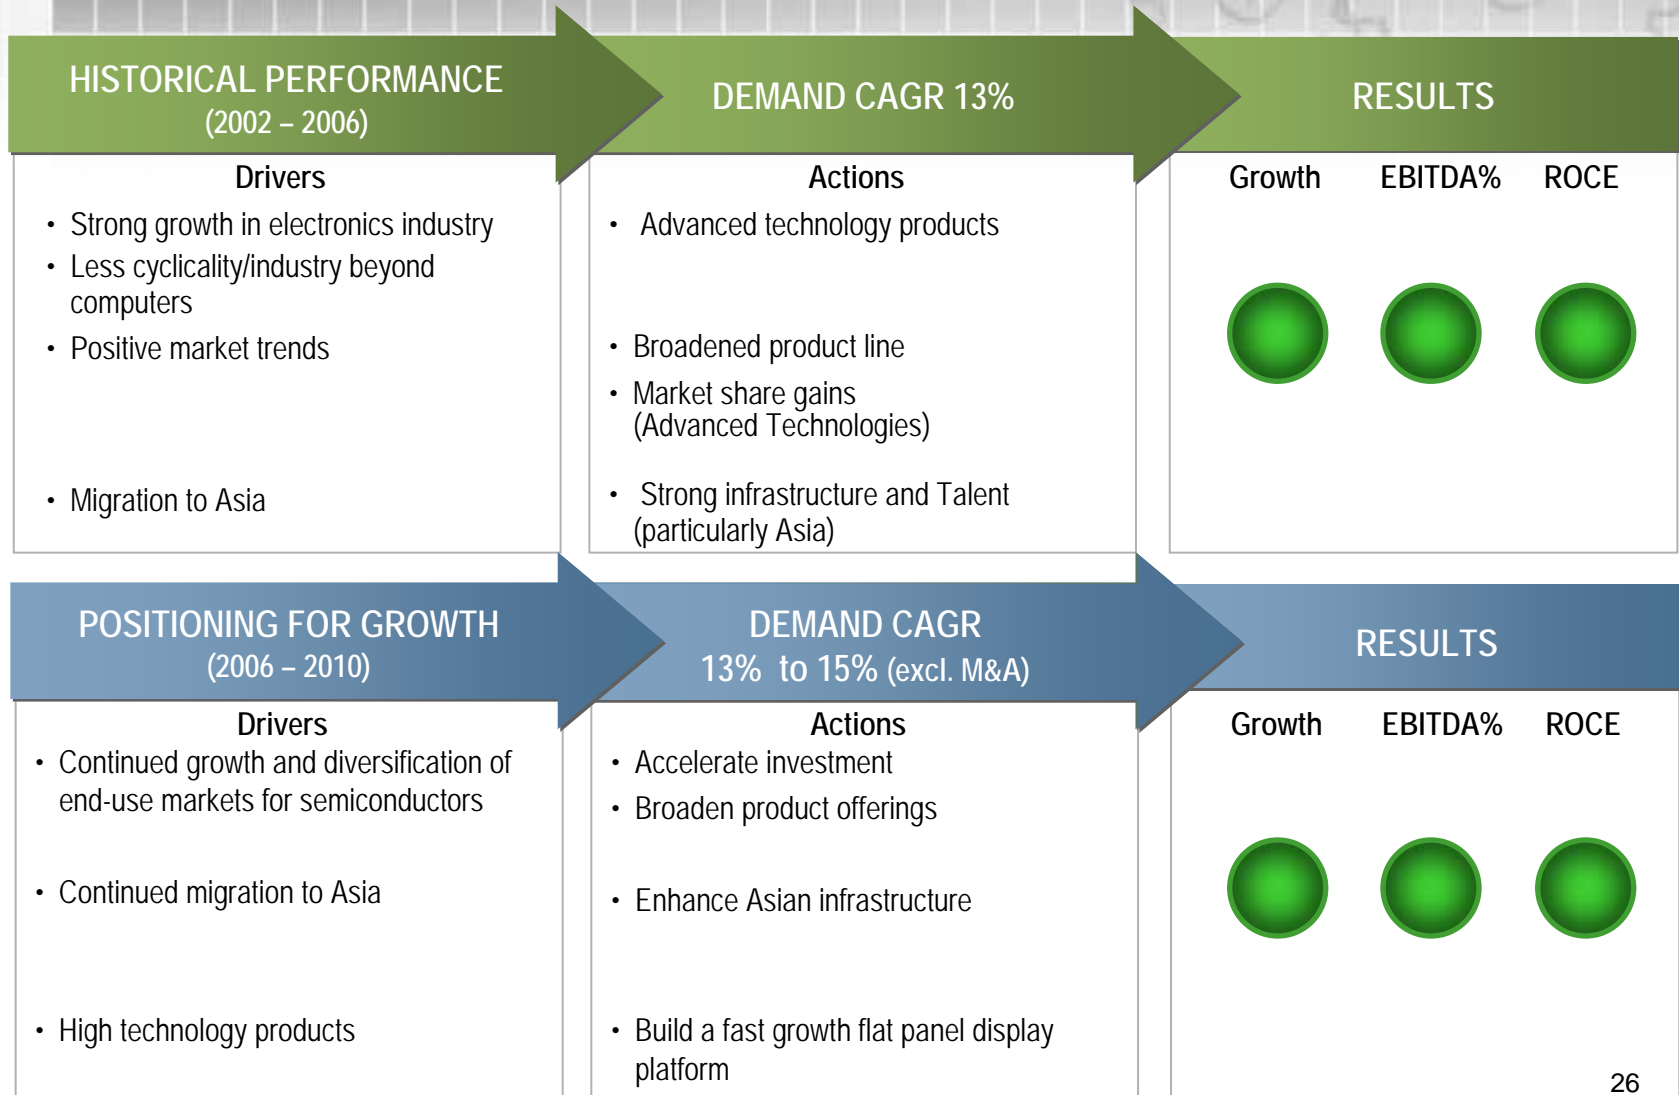 HISTORICAL PERFORMANCE
(2002 – 2006)
DEMAND CAGR 13%
RESULTS
Drivers
• Strong growth in electronics industry
• Less cyclicality/industry beyond
computers
• Positive market trends
• Migration to Asia
Actions
• Advanced technology products
• Broadened product line
• Market share gains
(Advanced Technologies)
• Strong infrastructure and Talent
(particularly Asia)
Growth EBITDA% ROCE
POSITIONING FOR GROWTH
(2006 – 2010)
DEMAND CAGR
13% to 15% (excl. M&A)
RESULTS
Drivers
• Continued growth and diversification of
end-use markets for semiconductors
• Continued migration to Asia
• High technology products
Actions
• Accelerate investment
• Broaden product offerings
• Enhance Asian infrastructure
• Build a fast growth flat panel display
platform
Growth EBITDA% ROCE
26